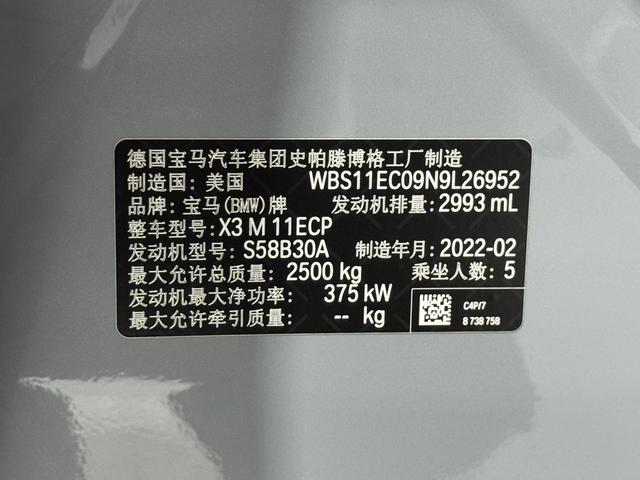 德国宝马汽车集团史帕滕博格工厂制造
制造国: 美国 WBS11EC09N9L26952
品牌: 宝马(BMW)牌 发动机排量: 2993 mL
整车型号: X3 M 11ECP
发动机型号: S58B30A 制造年月: 2022-02
最大允许总质量: 2500 kg 乘坐人数: 5
发动机最大净功率: 375 kW
最大允许牵引质量: -- kg
C4P/7
8 738 758